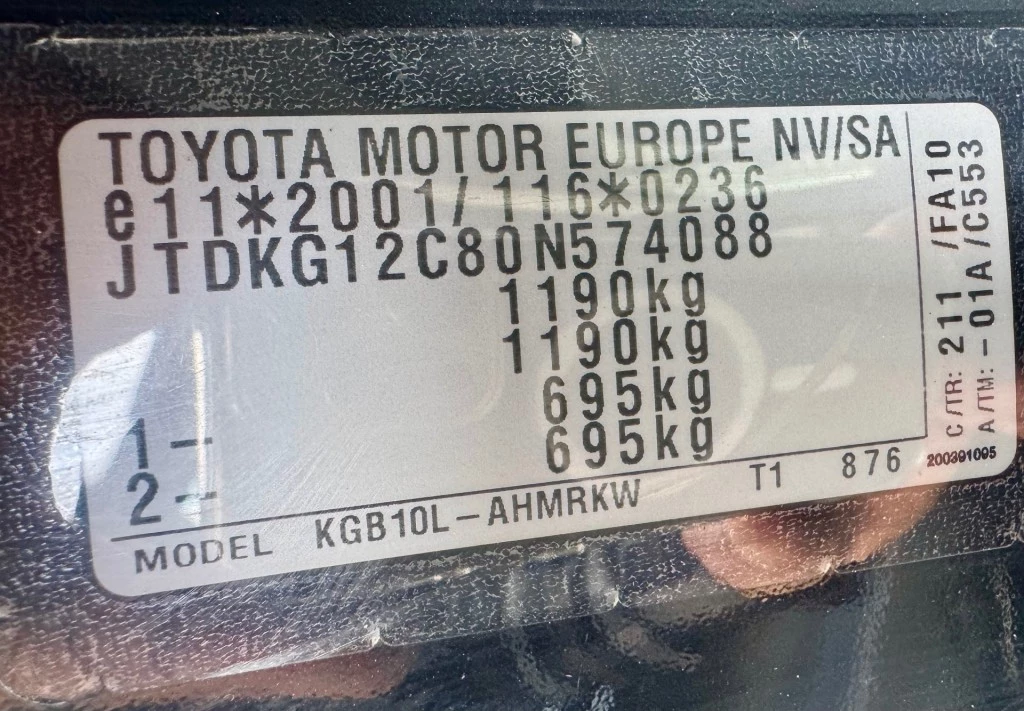 TOYOTA MOTOR EUROPE NV/SA
e11*2001/116*0236
JTDKG12C80N574088
1190kg
1190kg
1- 695kg
2- 695kg
MODEL KGB10L-AHMRKW T1 876
C/TR: 211 /FA10
A/TM: -01A/C553
200391095